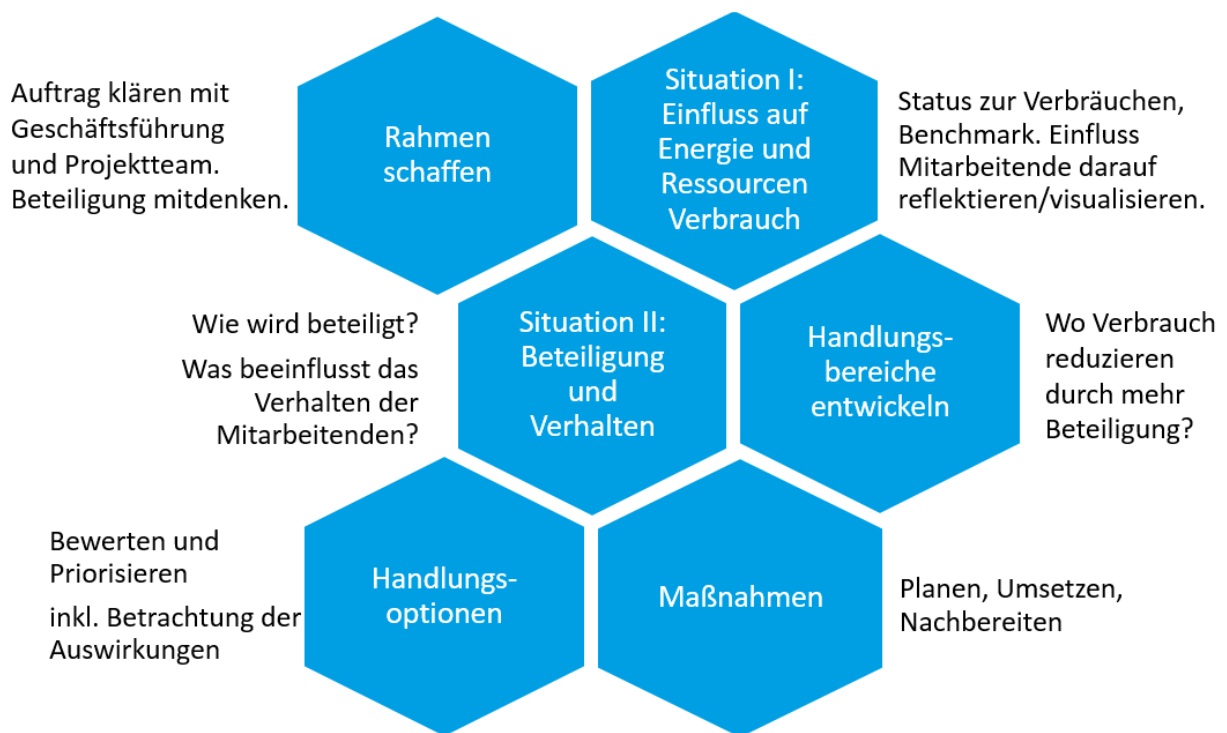 Auftrag klären mit
Geschäftsführung
und Projektteam.
Beteiligung mitdenken.
Rahmen
schaffen
Situation I:
Einfluss auf
Energie und
Ressourcen
Verbrauch
Status zur Verbräuchen,
Benchmark. Einfluss
Mitarbeitende darauf
reflektieren/visualisieren.
Wie wird beteiligt?
Was beeinflusst das
Verhalten der
Mitarbeitenden?
Situation II:
Beteiligung
und
Verhalten
Handlungs-
bereiche
entwickeln
Wo Verbrauch
reduzieren
durch mehr
Beteiligung?
Bewerten und
Priorisieren
inkl. Betrachtung der
Auswirkungen
Handlungs-
optionen
Maßnahmen
Planen, Umsetzen,
Nachbereiten